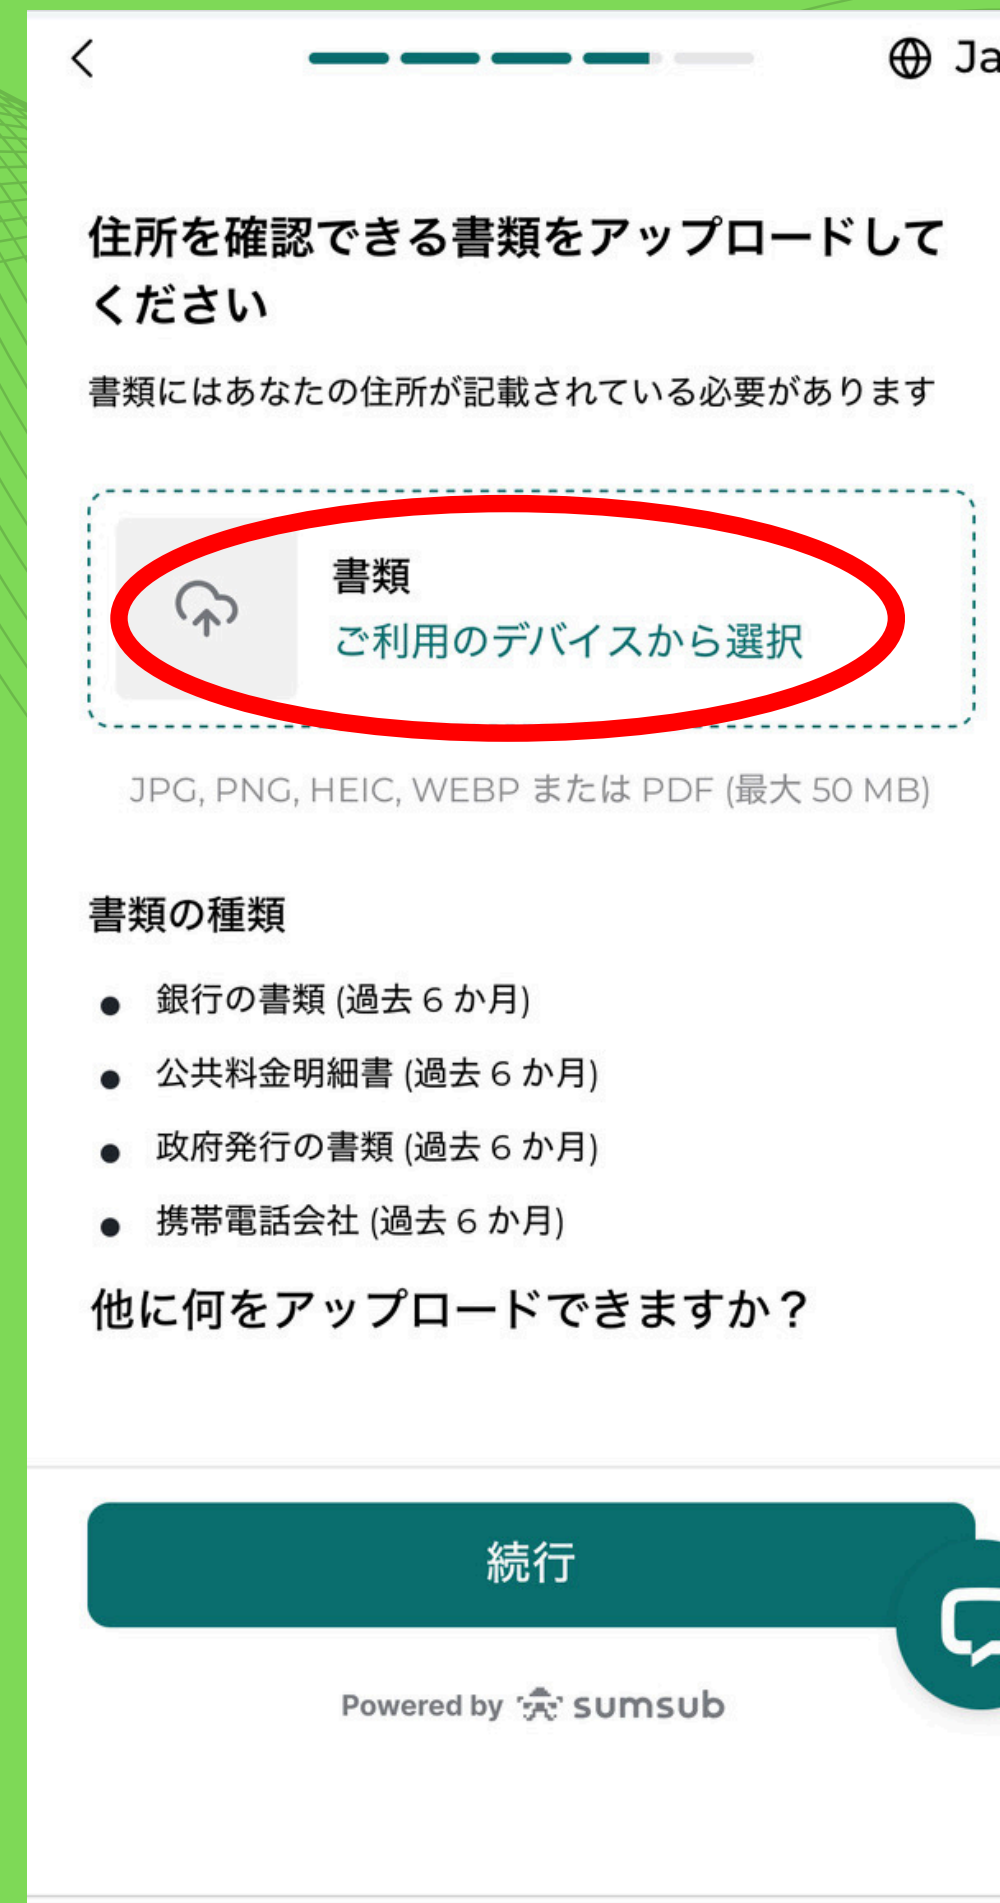 Ja
住所を確認できる書類をアップロードして
ください
書類にはあなたの住所が記載されている必要があります
書類
ご利用のデバイスから選択
JPG, PNG, HEIC, WEBP または PDF (最大 50 MB)
書類の種類
銀行の書類 (過去 6 か月)
公共料金明細書 (過去 6 か月)
政府発行の書類 (過去 6 か月)
携帯電話会社 (過去 6 か月)
他に何をアップロードできますか？
続行
Powered by sumsub